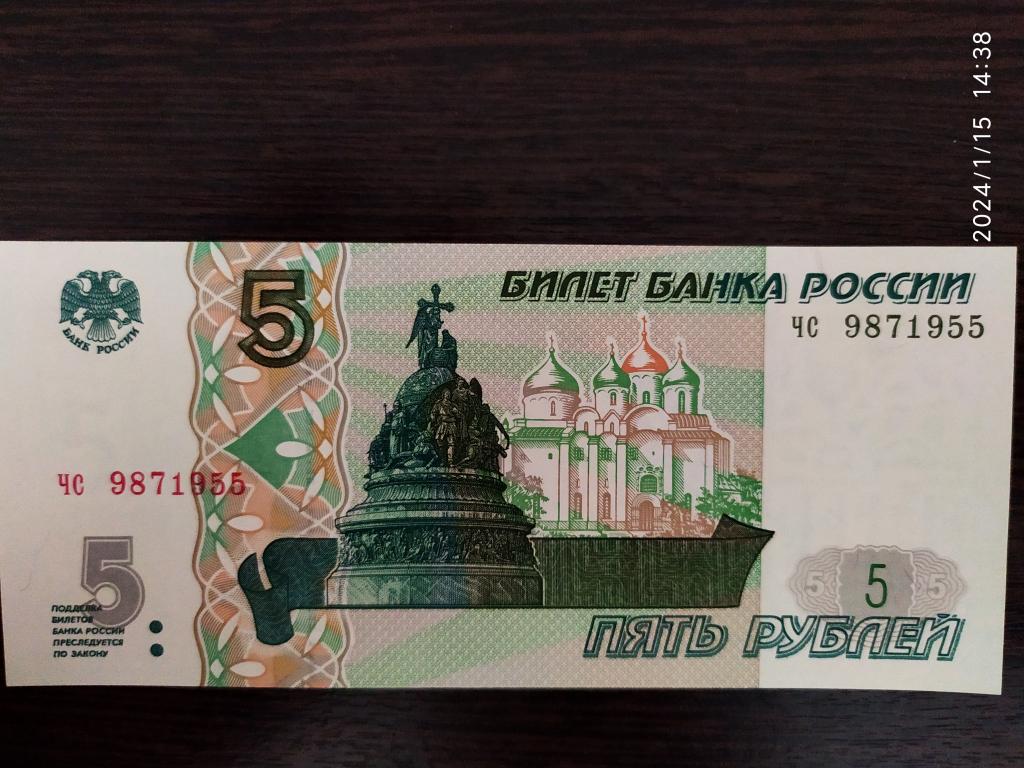 2024/1/15 14:38
БИЛЕТ БАНКА РОССИИ
чс 9871955
БАНК РОССИИ
5
чс 9871955
5
ПОДДЕЛКА
БИЛЕТОВ
БАНКА РОССИИ
ПРЕСЛЕДУЕТСЯ
ПО ЗАКОНУ
5 5 5
ПЯТЬ РУБЛЕЙ